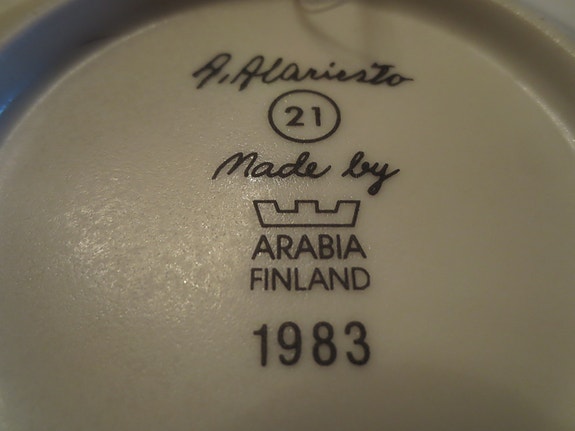 A. Alariesto
21
Made by
ARABIA
FINLAND
1983